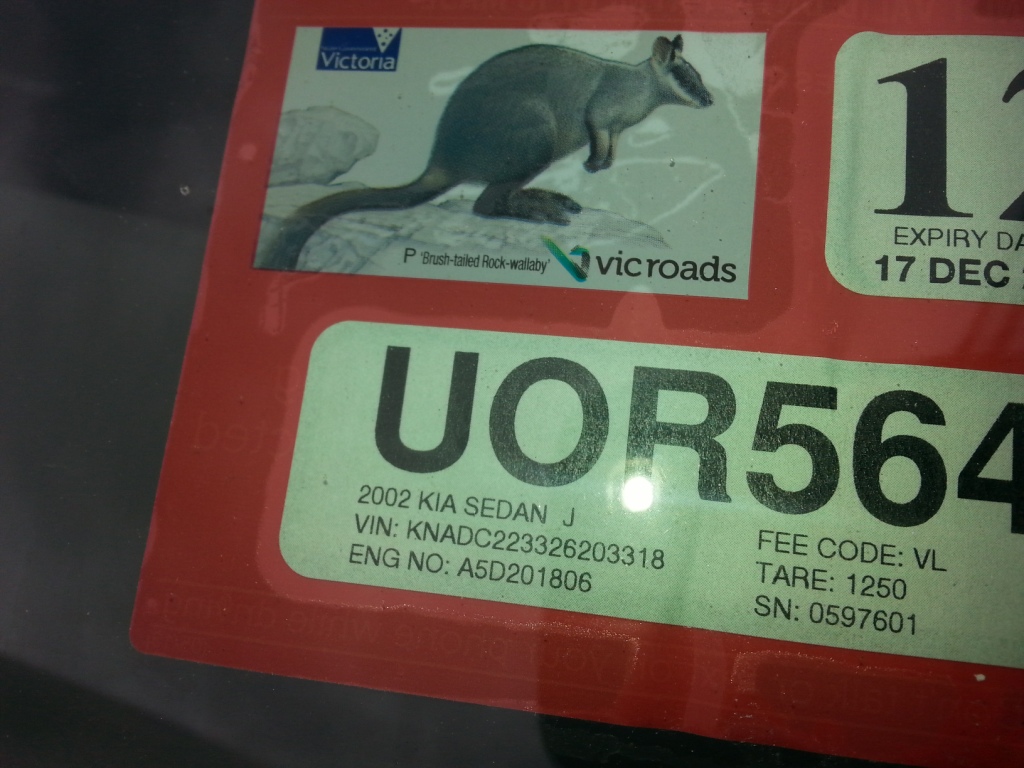 Victoria
P 'Brush-tailed Rock-wallaby'
vicroads
12
EXPIRY DA
17 DEC
UOR564
2002 KIA SEDAN J
VIN: KNADC223326203318
ENG NO: A5D201806
FEE CODE: VL
TARE: 1250
SN: 0597601